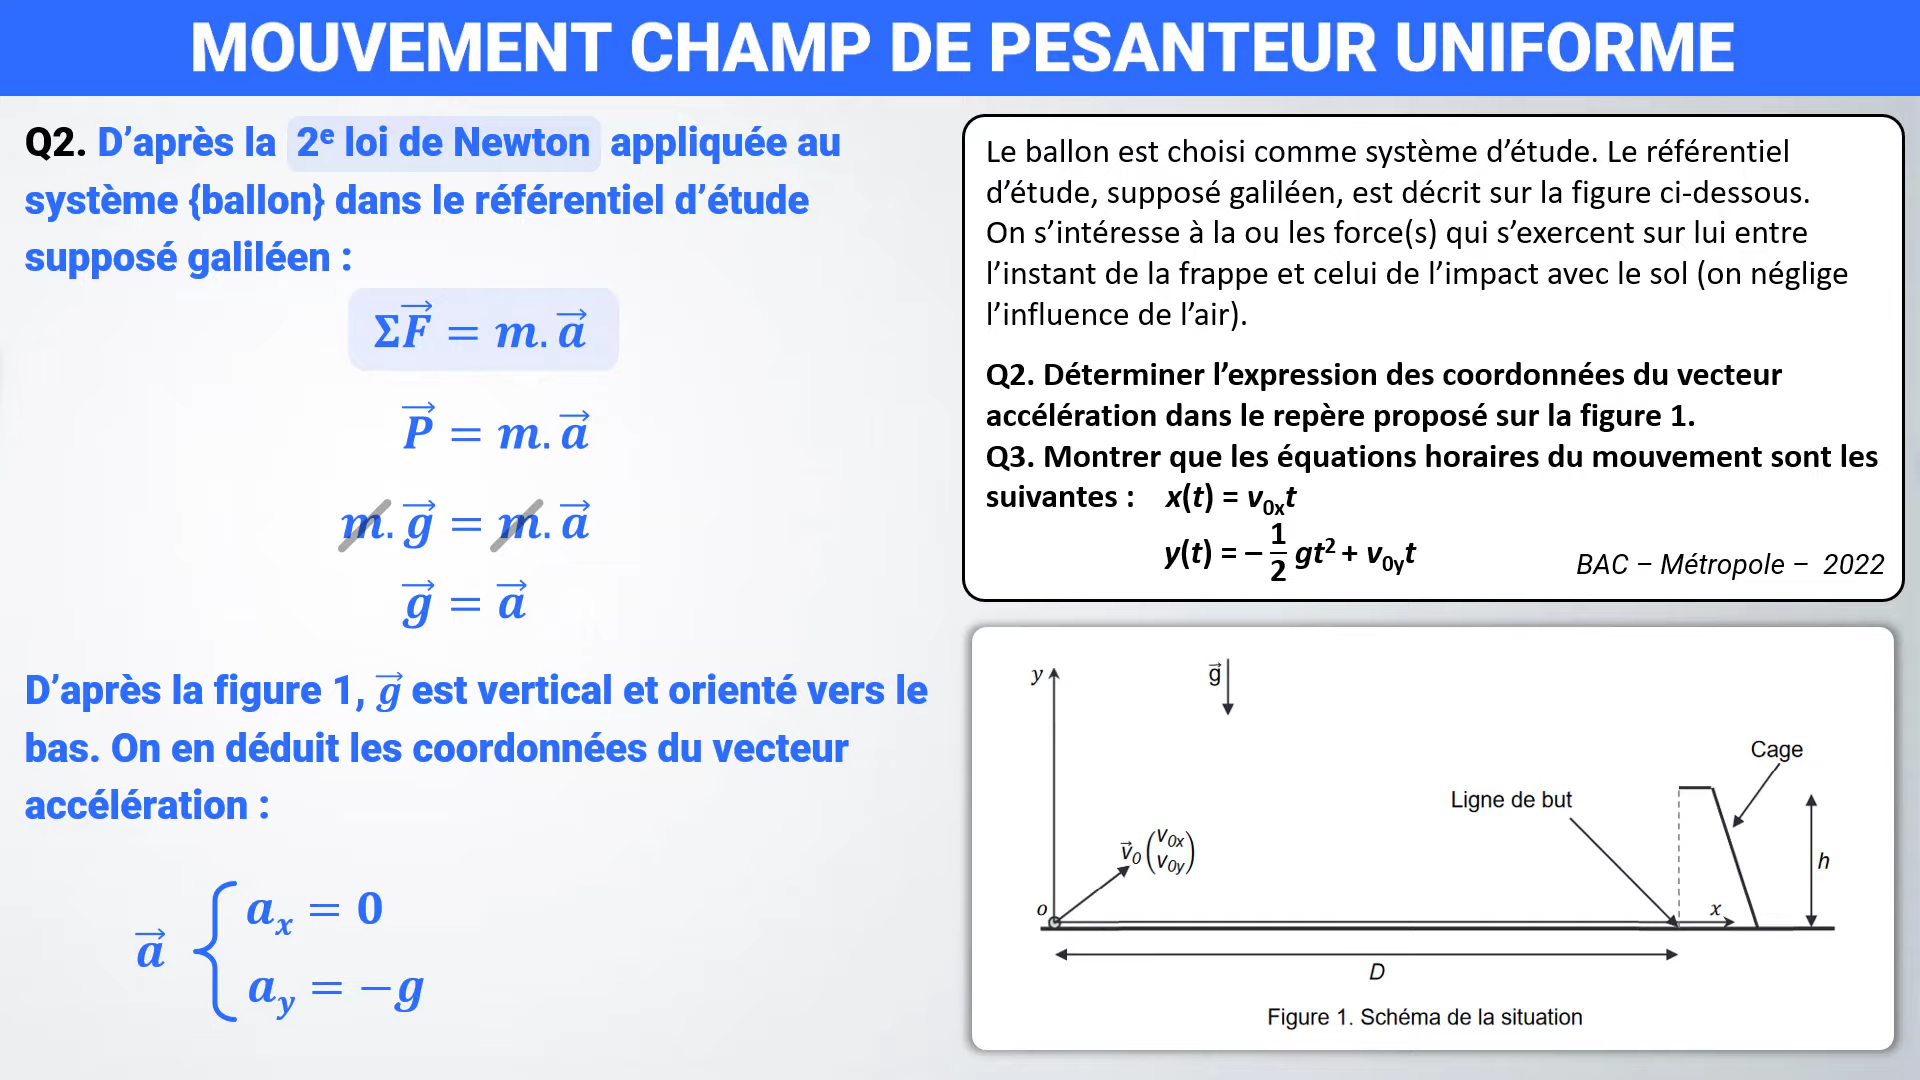 MOUVEMENT CHAMP DE PESANTEUR UNIFORME
Q2. D’après la 2ᵉ loi de Newton appliquée au
système {ballon} dans le référentiel d’étude
supposé galiléen :
ΣF⃗ = m. a⃗
P⃗ = m. a⃗
m. g⃗ = m. a⃗
g⃗ = a⃗
D’après la figure 1, g⃗ est vertical et orienté vers le
bas. On en déduit les coordonnées du vecteur
accélération :
a⃗ { aₓ = 0
a_y = −g
Le ballon est choisi comme système d’étude. Le référentiel
d’étude, supposé galiléen, est décrit sur la figure ci-dessous.
On s’intéresse à la ou les force(s) qui s’exercent sur lui entre
l’instant de la frappe et celui de l’impact avec le sol (on néglige
l’influence de l’air).
Q2. Déterminer l’expression des coordonnées du vecteur
accélération dans le repère proposé sur la figure 1.
Q3. Montrer que les équations horaires du mouvement sont les
suivantes : x(t) = v₀ₓt
y(t) = – 1/2 gt² + v₀yt
BAC – Métropole – 2022
y
g⃗
Cage
Ligne de but
v⃗₀ (v₀ₓ
v₀y)
h
o
x
D
Figure 1. Schéma de la situation